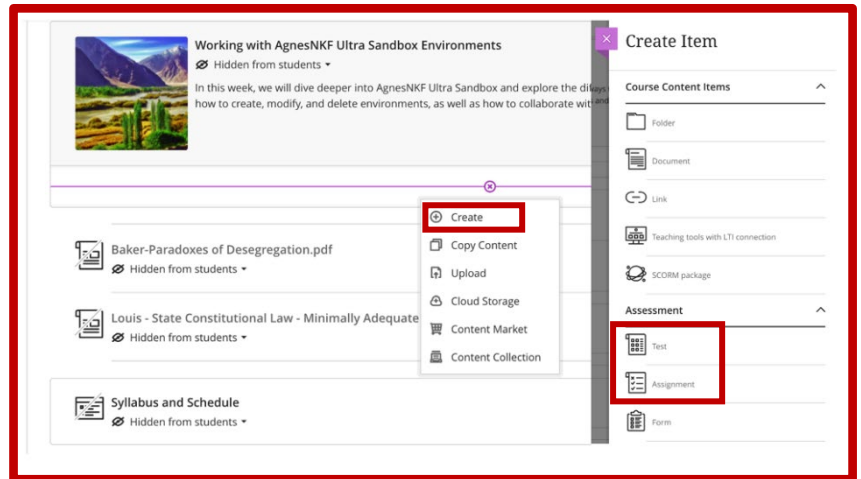 Working with AgnesNKF Ultra Sandbox Environments
Hidden from students
In this week, we will dive deeper into AgnesNKF Ultra Sandbox and explore the di
how to create, modify, and delete environments, as well as how to collaborate wit
Baker-Paradoxes of Desegregation.pdf
Hidden from students
Louis - State Constitutional Law - Minimally Adequate
Hidden from students
Syllabus and Schedule
Hidden from students
Create
Copy Content
Upload
Cloud Storage
Content Market
Content Collection
Create Item
Course Content Items
Folder
Document
Link
Teaching tools with LTI connection
SCORM package
Assessment
Test
Assignment
Form